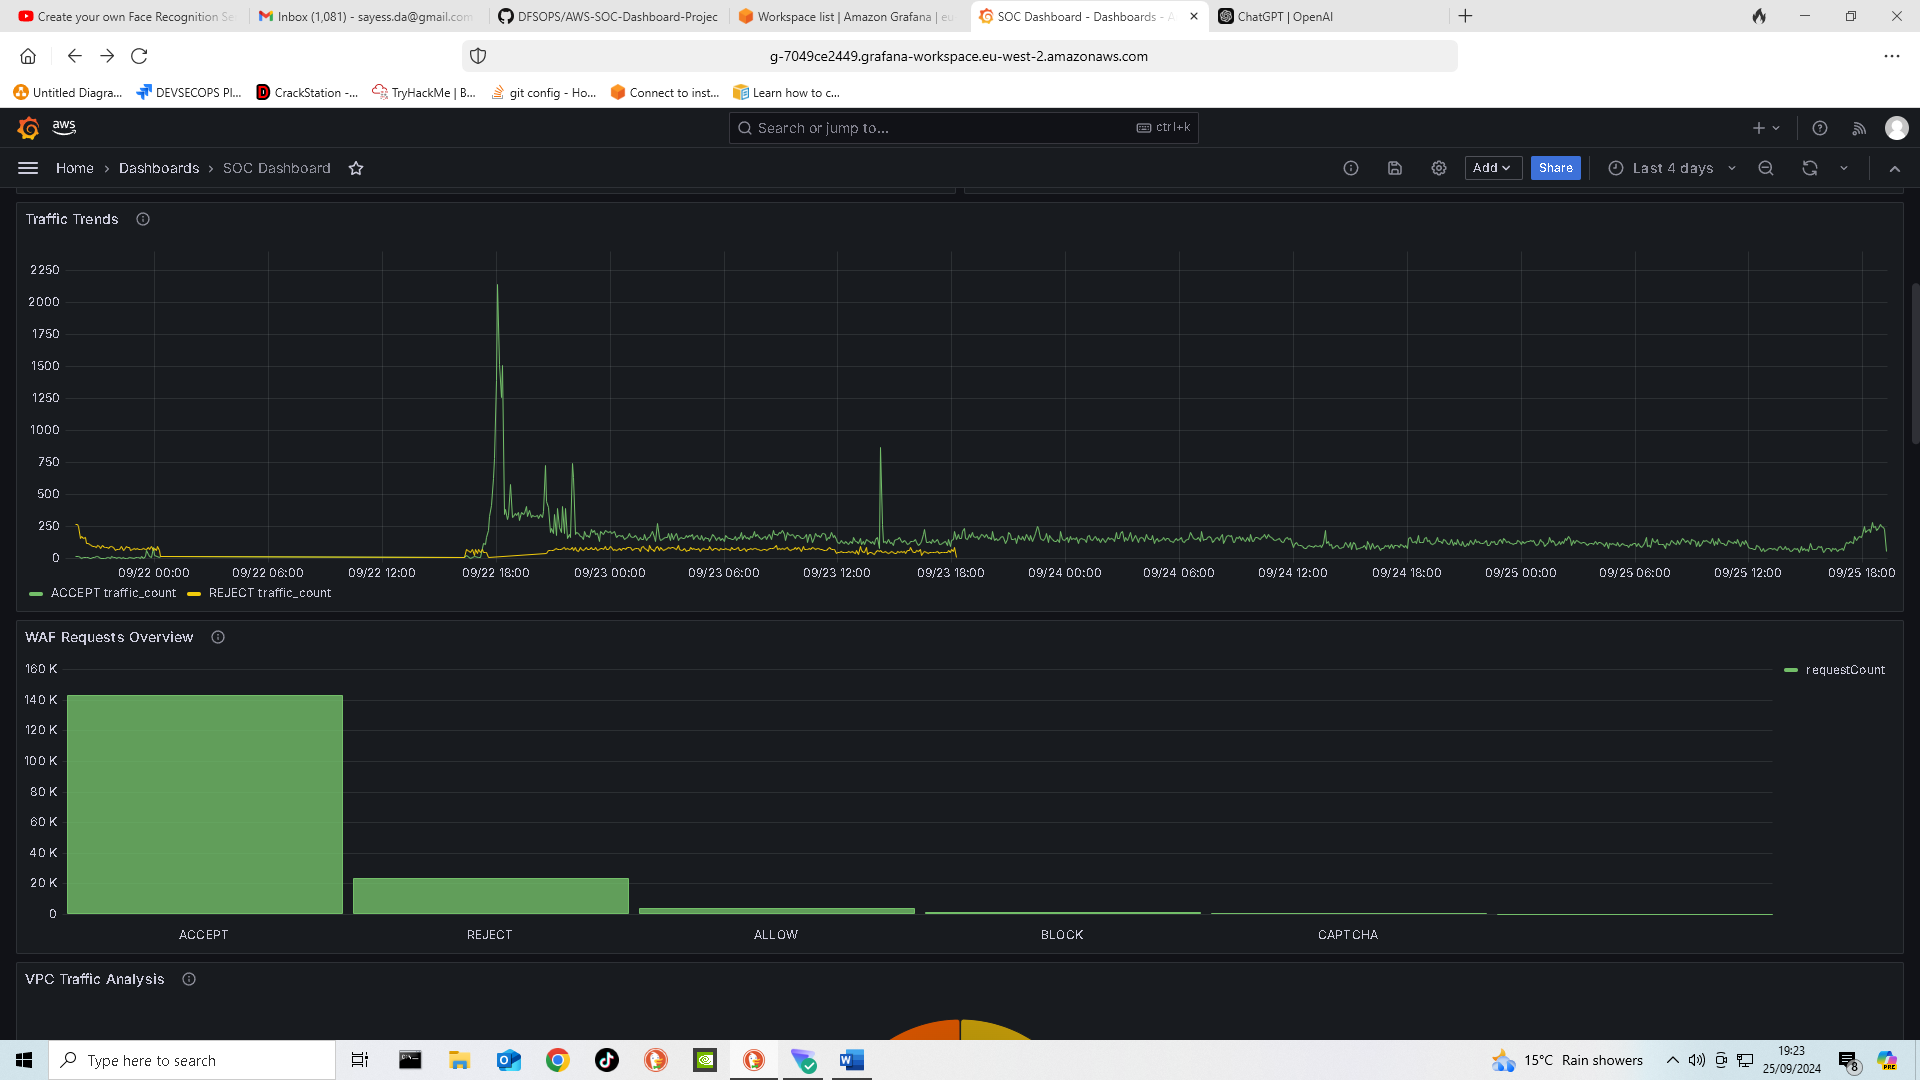 Create your own Face Recognition Se
Inbox (1,081) - sayess.da@gmail.com
DFSOPS/AWS-SOC-Dashboard-Projec
Workspace list | Amazon Grafana | eu
SOC Dashboard - Dashboards - A
ChatGPT | OpenAI
g-7049ce2449.grafana-workspace.eu-west-2.amazonaws.com
Untitled Diagra...
DEVSECOPS Pl...
CrackStation -...
TryHackMe | B...
git config - Ho...
Connect to inst...
Learn how to c...
aws
Search or jump to...
ctrl+k
Home
Dashboards
SOC Dashboard
Add
Share
Last 4 days
Traffic Trends
2250
2000
1750
1500
1250
1000
750
500
250
0
09/22 00:00 09/22 06:00 09/22 12:00 09/22 18:00 09/23 00:00 09/23 06:00 09/23 12:00 09/23 18:00 09/24 00:00 09/24 06:00 09/24 12:00 09/24 18:00 09/25 00:00 09/25 06:00 09/25 12:00 09/25 18:00
ACCEPT traffic_count REJECT traffic_count
WAF Requests Overview
160 K
140 K
120 K
100 K
80 K
60 K
40 K
20 K
0
requestCount
ACCEPT REJECT ALLOW BLOCK CAPTCHA
VPC Traffic Analysis
Type here to search
15°C Rain showers
19:23
25/09/2024
8
PRE